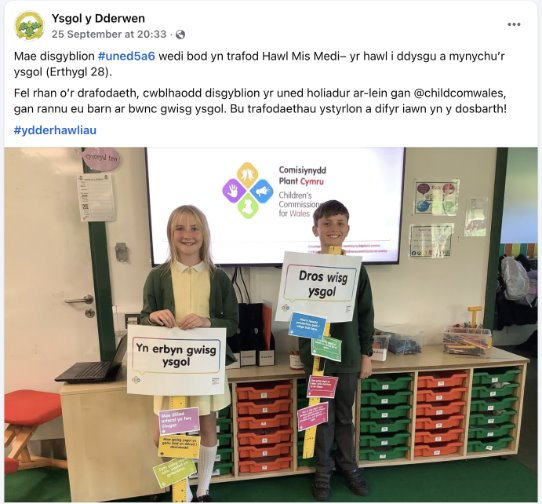 Ysgol y Dderwen
25 September at 20:33 ·
Mae disgyblion #uned5a6 wedi bod yn trafod Hawl Mis Medi– yr hawl i ddysgu a mynychu'r
ysgol (Erthygl 28).
Fel rhan o'r drafodaeth, cwblhaodd disgyblion yr uned holiadur ar-lein gan @childcomwales,
gan rannu eu barn ar bwnc gwisg ysgol. Bu trafodaethau ystyrlon a difyr iawn yn y dosbarth!
#ydderhawliau
Comisiynydd
Plant Cymru
Children's
Commissioner
for Wales
Dros wisg
ysgol
Yn erbyn gwisg
ysgol